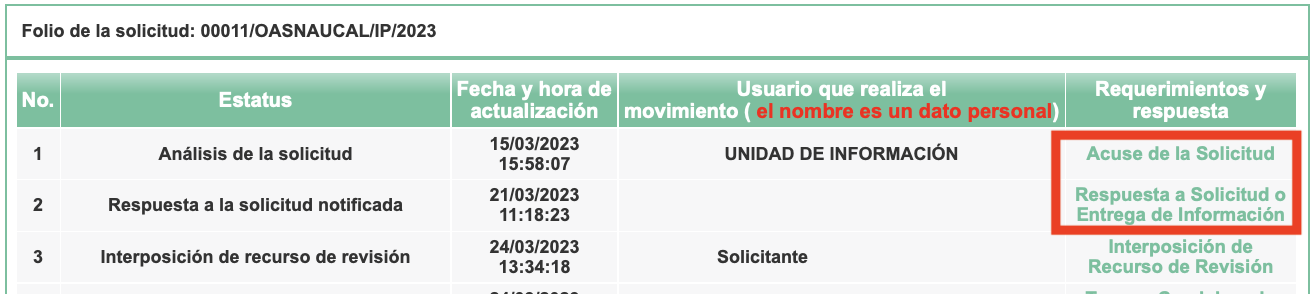 Folio de la solicitud: 00011/OASNAUCAL/IP/2023
No.
Estatus
Fecha y hora de
actualización
Usuario que realiza el
movimiento ( el nombre es un dato personal)
Requerimientos y
respuesta
1
Análisis de la solicitud
15/03/2023
15:58:07
UNIDAD DE INFORMACIÓN
Acuse de la Solicitud
2
Respuesta a la solicitud notificada
21/03/2023
11:18:23
Respuesta a Solicitud o
Entrega de Información
3
Interposición de recurso de revisión
24/03/2023
13:34:18
Solicitante
Interposición de
Recurso de Revisión